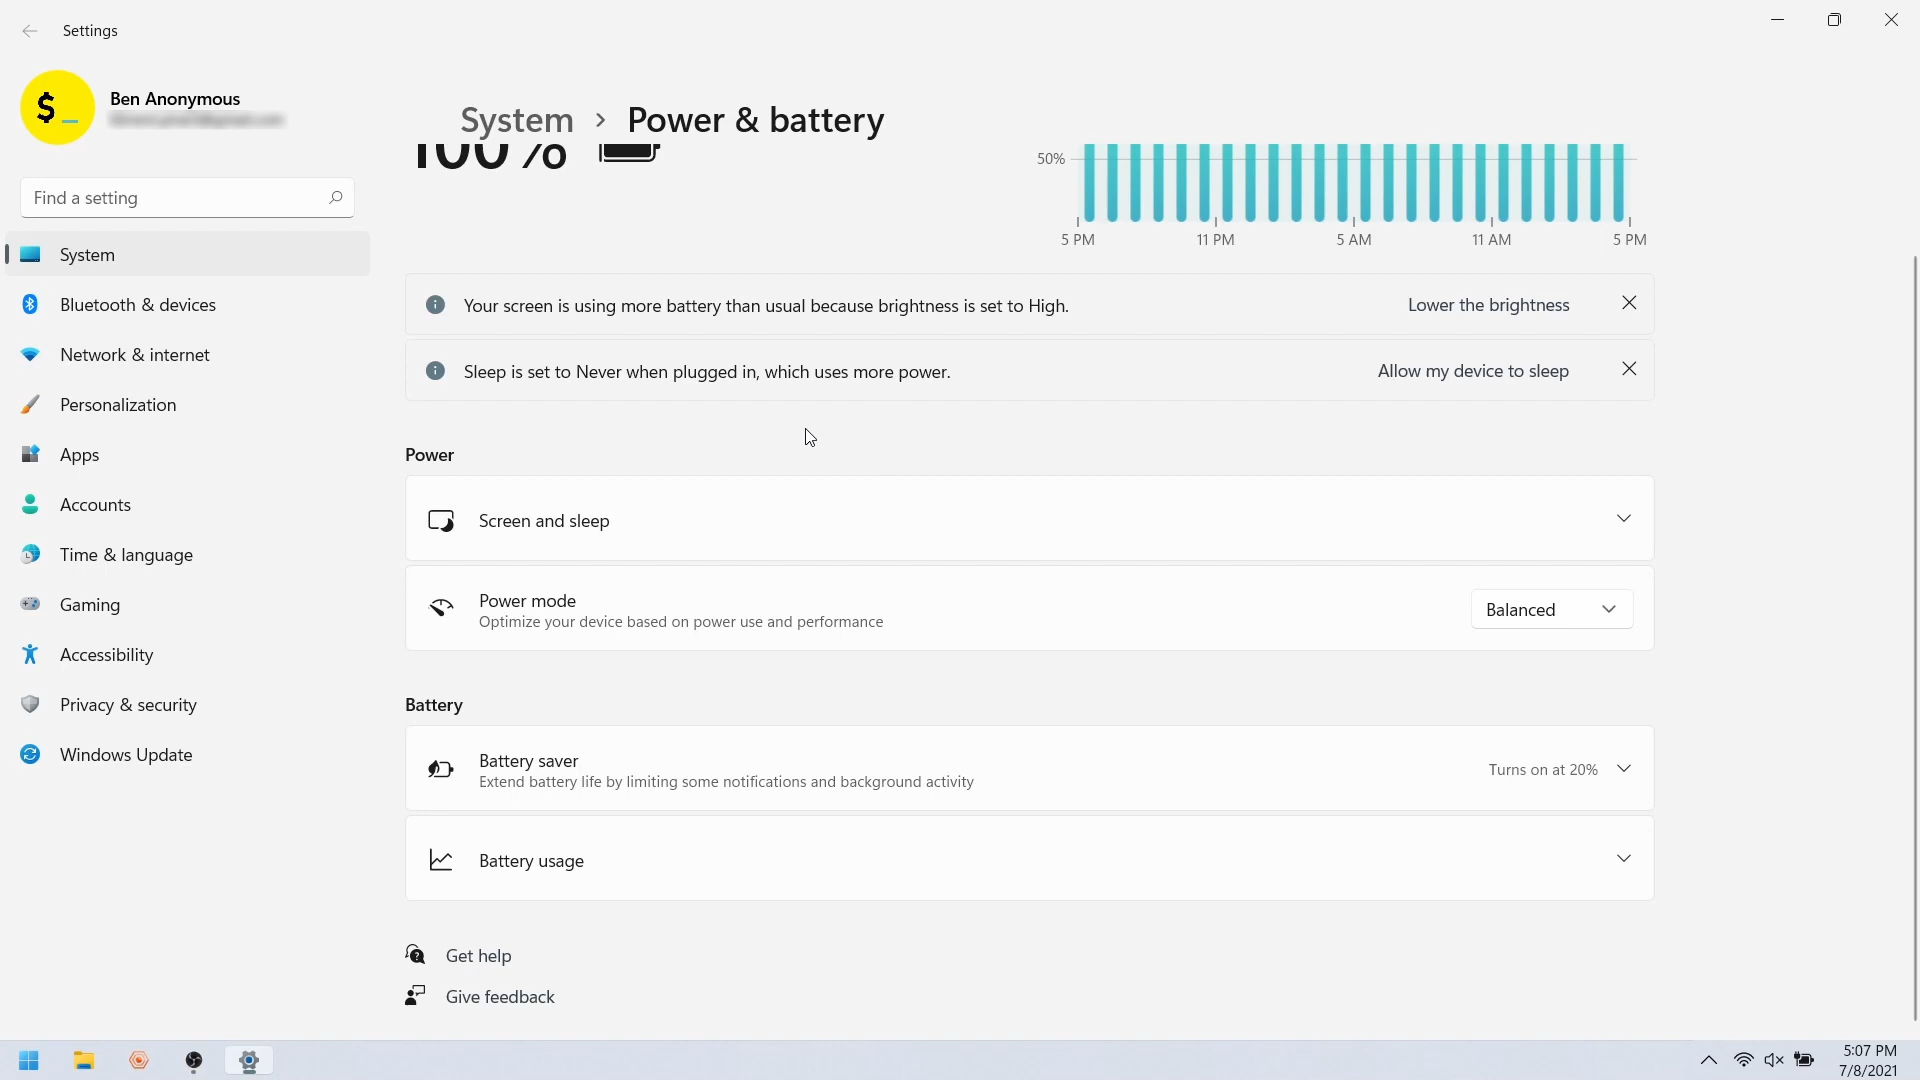 Settings
$_
Ben Anonymous
System > Power & battery
100%
50%
5 PM 11 PM 5 AM 11 AM 5 PM
Find a setting
System
Bluetooth & devices
Network & internet
Personalization
Apps
Accounts
Time & language
Gaming
Accessibility
Privacy & security
Windows Update
Your screen is using more battery than usual because brightness is set to High. Lower the brightness
Sleep is set to Never when plugged in, which uses more power. Allow my device to sleep
Power
Screen and sleep
Power mode
Optimize your device based on power use and performance
Balanced
Battery
Battery saver
Extend battery life by limiting some notifications and background activity
Turns on at 20%
Battery usage
Get help
Give feedback
5:07 PM
7/8/2021